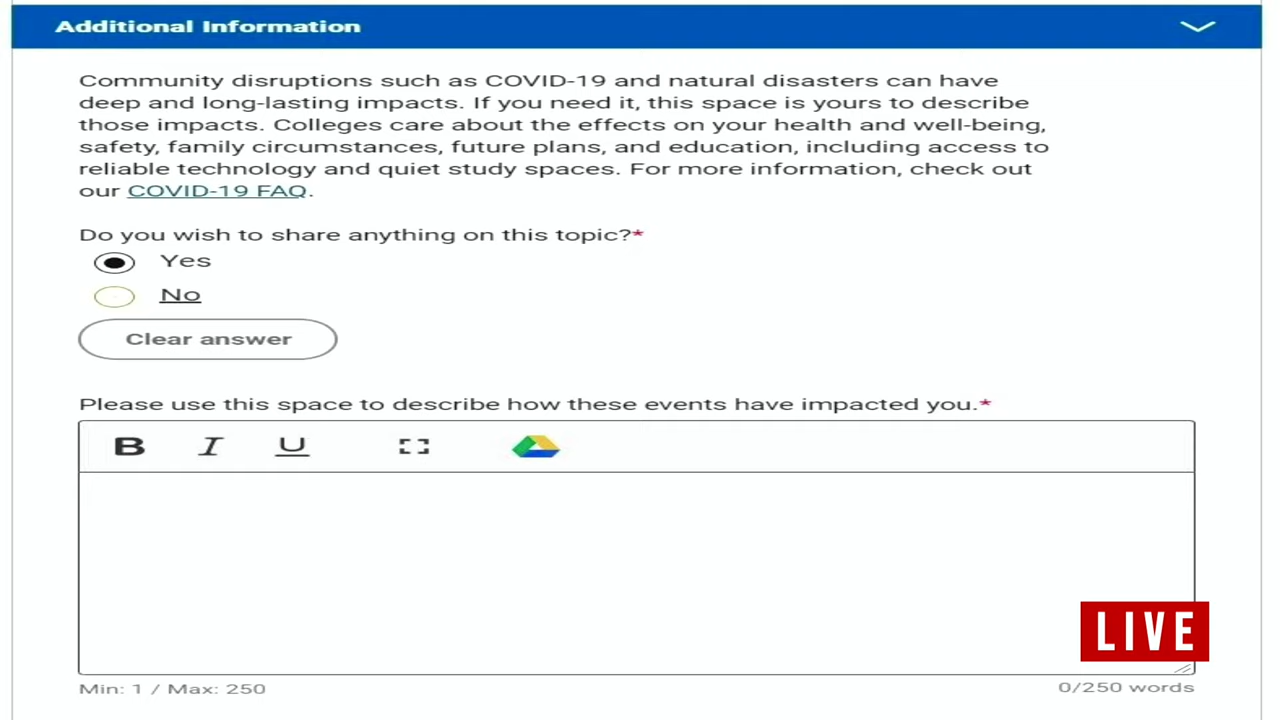 Additional Information
Community disruptions such as COVID-19 and natural disasters can have
deep and long-lasting impacts. If you need it, this space is yours to describe
those impacts. Colleges care about the effects on your health and well-being,
safety, family circumstances, future plans, and education, including access to
reliable technology and quiet study spaces. For more information, check out
our COVID-19 FAQ.
Do you wish to share anything on this topic?*
Yes
No
Clear answer
Please use this space to describe how these events have impacted you.*
B I U
LIVE
Min: 1 / Max: 250
0/250 words